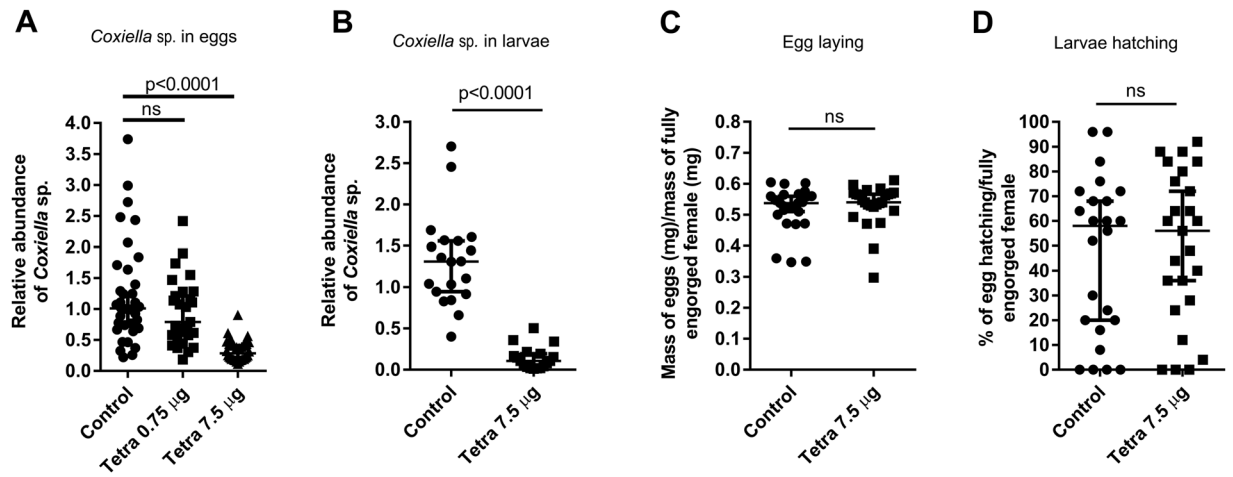 A
Coxiella sp. in eggs
p<0.0001
ns
Relative abundance
of Coxiella sp.
4.0
3.5
3.0
2.5
2.0
1.5
1.0
0.5
0.0
Control
Tetra 0.75 µg
Tetra 7.5 µg
B
Coxiella sp. in larvae
p<0.0001
Relative abundance
of Coxiella sp.
3.0
2.5
2.0
1.5
1.0
0.5
0.0
Control
Tetra 7.5 µg
C
Egg laying
ns
Mass of eggs (mg)/mass of fully
engorged female (mg)
0.8
0.7
0.6
0.5
0.4
0.3
0.2
0.1
0.0
Control
Tetra 7.5 µg
D
Larvae hatching
ns
% of egg hatching/fully
engorged female
100
90
80
70
60
50
40
30
20
10
0
Control
Tetra 7.5 µg